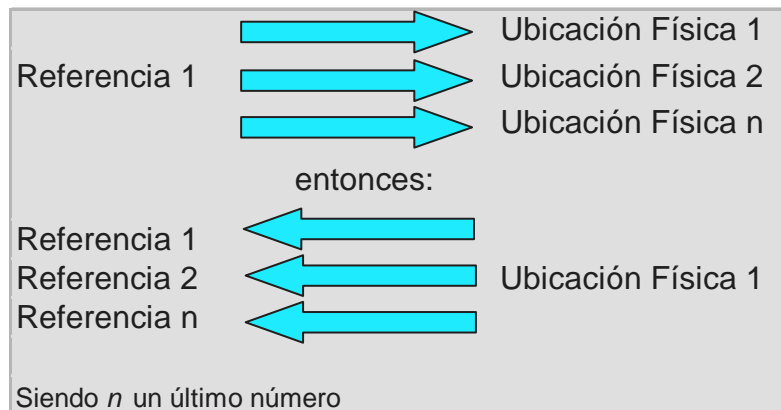 Ubicación Física 1
Referencia 1 Ubicación Física 2
Ubicación Física n
entonces:
Referencia 1
Referencia 2 Ubicación Física 1
Referencia n
Siendo n un último número